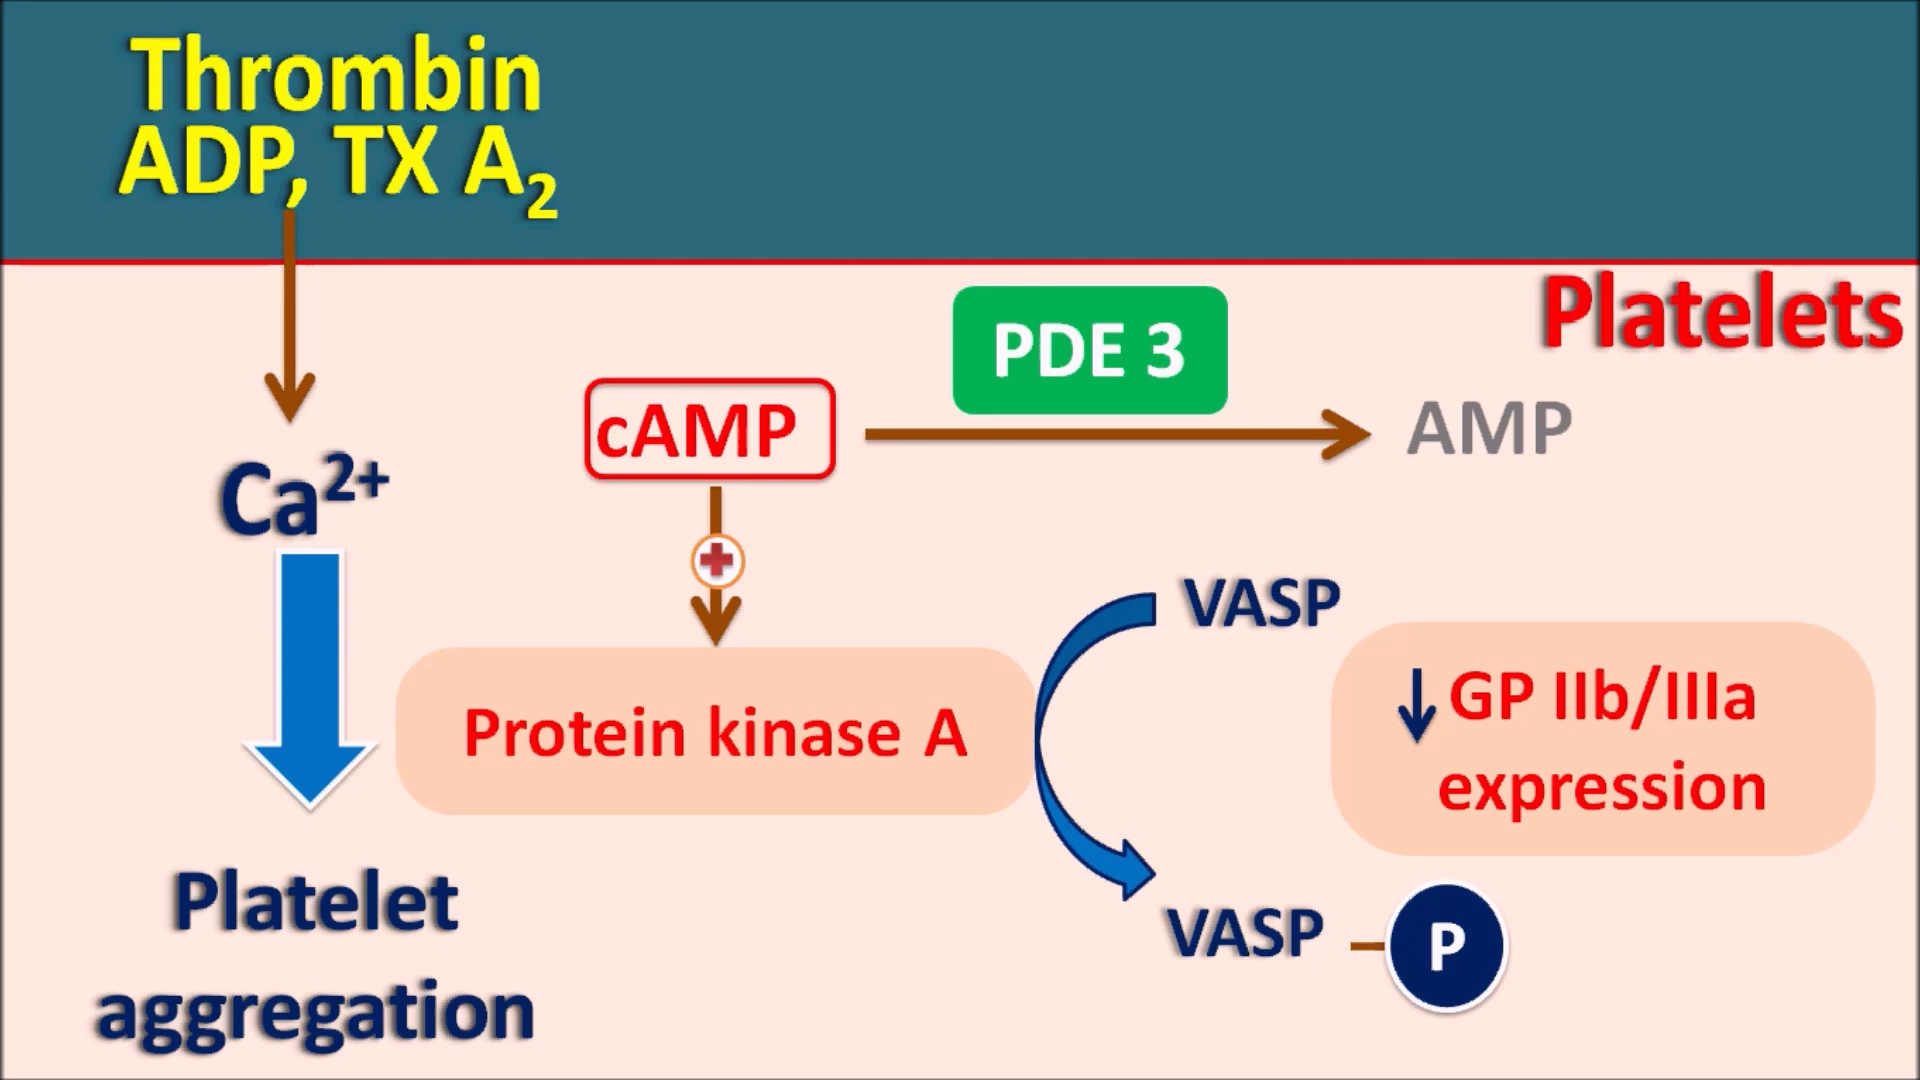 Thrombin
ADP, TX A₂
Platelets
PDE 3
cAMP
AMP
Ca²⁺
VASP
Protein kinase A
↓ GP IIb/IIIa
expression
Platelet
aggregation
VASP – P